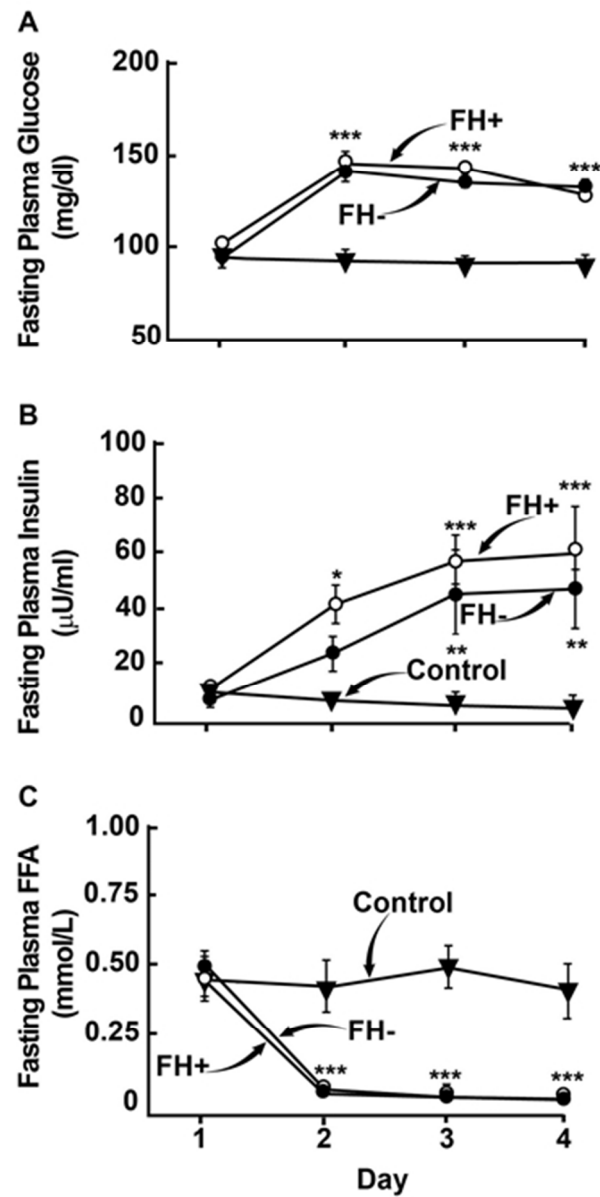 A
Fasting Plasma Glucose
(mg/dl)
200
150
100
50
***
FH+
***
***
FH-
B
Fasting Plasma Insulin
(μU/ml)
100
80
60
40
20
0
*
***
FH+
***
FH-
**
**
Control
C
Fasting Plasma FFA
(mmol/L)
1.00
0.75
0.50
0.25
0
Control
FH-
FH+
***
***
***
1 2 3 4
Day